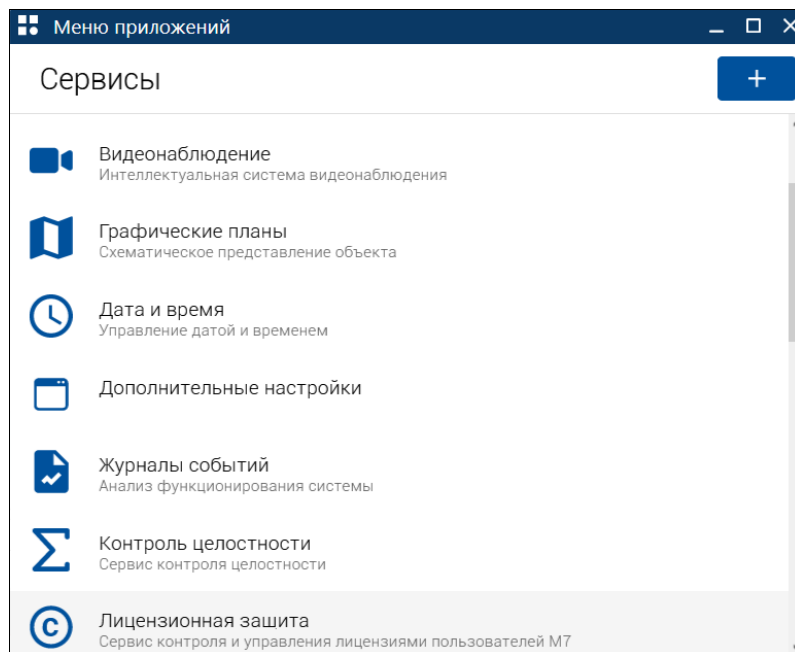 Меню приложений
Сервисы
Видеонаблюдение
Интеллектуальная система видеонаблюдения
Графические планы
Схематическое представление объекта
Дата и время
Управление датой и временем
Дополнительные настройки
Журналы событий
Анализ функционирования системы
Контроль целостности
Сервис контроля целостности
Лицензионная зашита
Сервис контроля и управления лицензиями пользователей М7